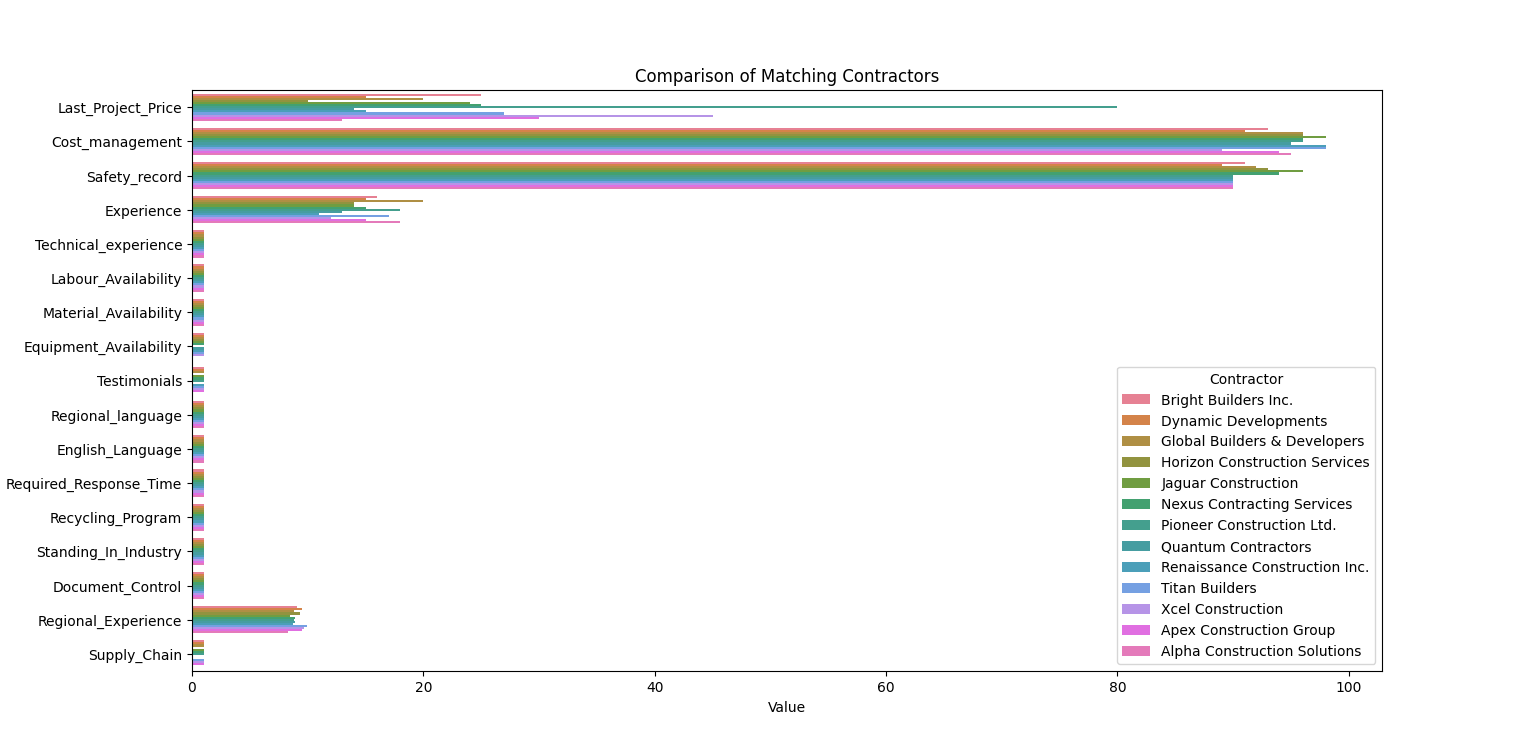 Comparison of Matching Contractors
Last_Project_Price
Cost_management
Safety_record
Experience
Technical_experience
Labour_Availability
Material_Availability
Equipment_Availability
Testimonials
Regional_language
English_Language
Required_Response_Time
Recycling_Program
Standing_In_Industry
Document_Control
Regional_Experience
Supply_Chain
Contractor
Bright Builders Inc.
Dynamic Developments
Global Builders & Developers
Horizon Construction Services
Jaguar Construction
Nexus Contracting Services
Pioneer Construction Ltd.
Quantum Contractors
Renaissance Construction Inc.
Titan Builders
Xcel Construction
Apex Construction Group
Alpha Construction Solutions
0 20 40 60 80 100
Value